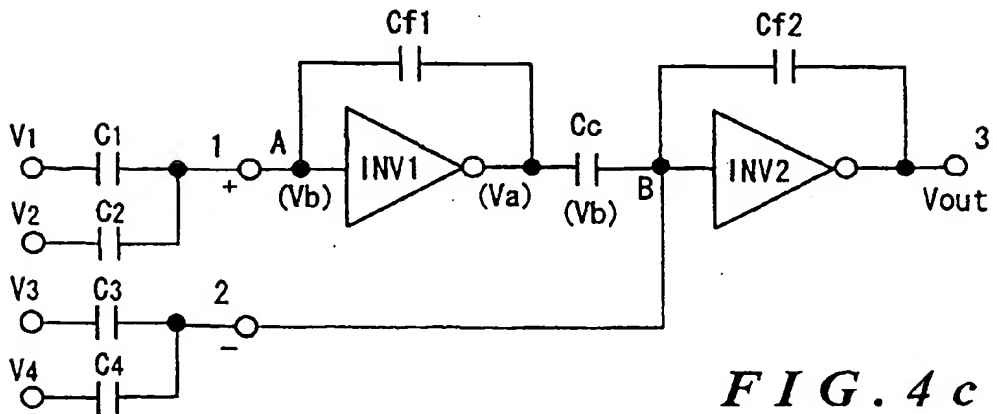 Cf1
Cf2
V1 C1 1 A INV1 Cc INV2 3
+ (Vb) (Va) (Vb) B Vout
V2 C2
V3 C3 2
-
V4 C4
FIG. 4c